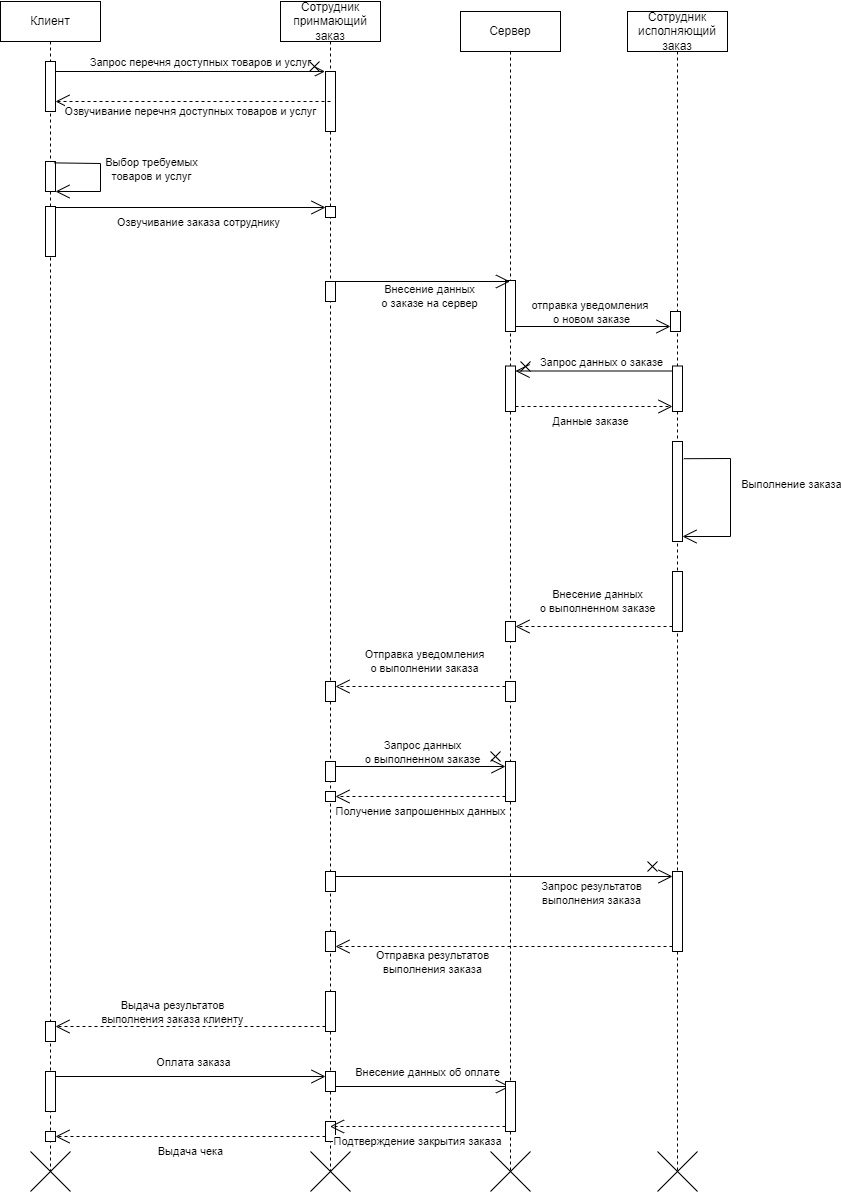 Клиент
Сотрудник
принмающий
заказ
Сервер
Сотрудник
исполняющий
заказ
Запрос перечня доступных товаров и услуг
Озвучивание перечня доступных товаров и услуг
Выбор требуемых
товаров и услуг
Озвучивание заказа сотруднику
Внесение данных
о заказе на сервер
отправка уведомления
о новом заказе
Запрос данных о заказе
Данные заказе
Выполнение заказа
Внесение данных
о выполненном заказе
Отправка уведомления
о выполнении заказа
Запрос данных
о выполненном заказе
Получение запрошенных данных
Запрос результатов
выполнения заказа
Отправка результатов
выполнения заказа
Выдача результатов
выполнения заказа клиенту
Оплата заказа
Внесение данных об оплате
Подтверждение закрытия заказа
Выдача чека